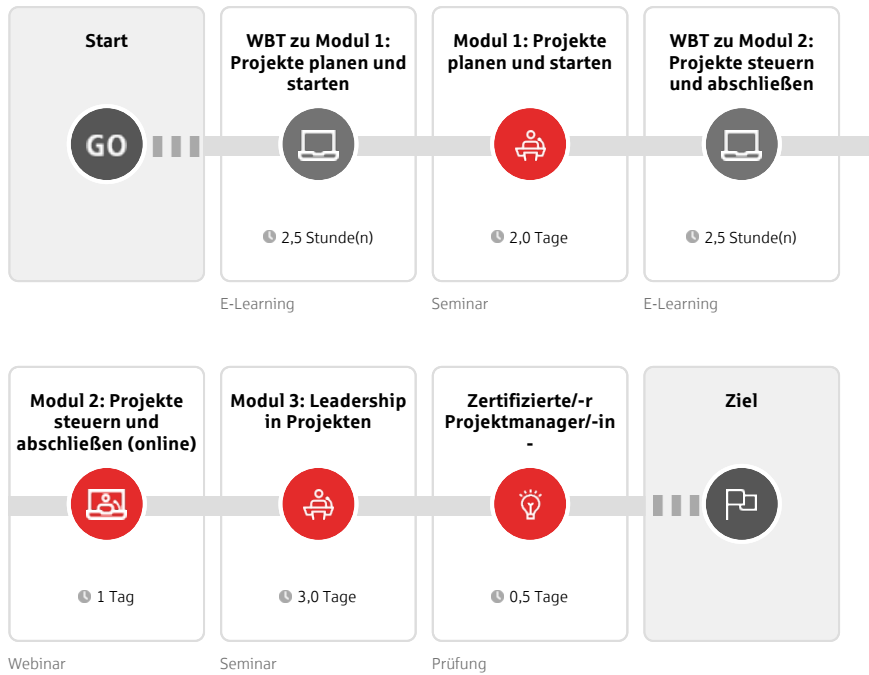 Start
GO
WBT zu Modul 1:
Projekte planen und
starten
2,5 Stunde(n)
E-Learning
Modul 1: Projekte
planen und starten
2,0 Tage
Seminar
WBT zu Modul 2:
Projekte steuern
und abschließen
2,5 Stunde(n)
E-Learning
Modul 2: Projekte
steuern und
abschließen (online)
1 Tag
Webinar
Modul 3: Leadership
in Projekten
3,0 Tage
Seminar
Zertifizierte/-r
Projektmanager/-in
-
0,5 Tage
Prüfung
Ziel